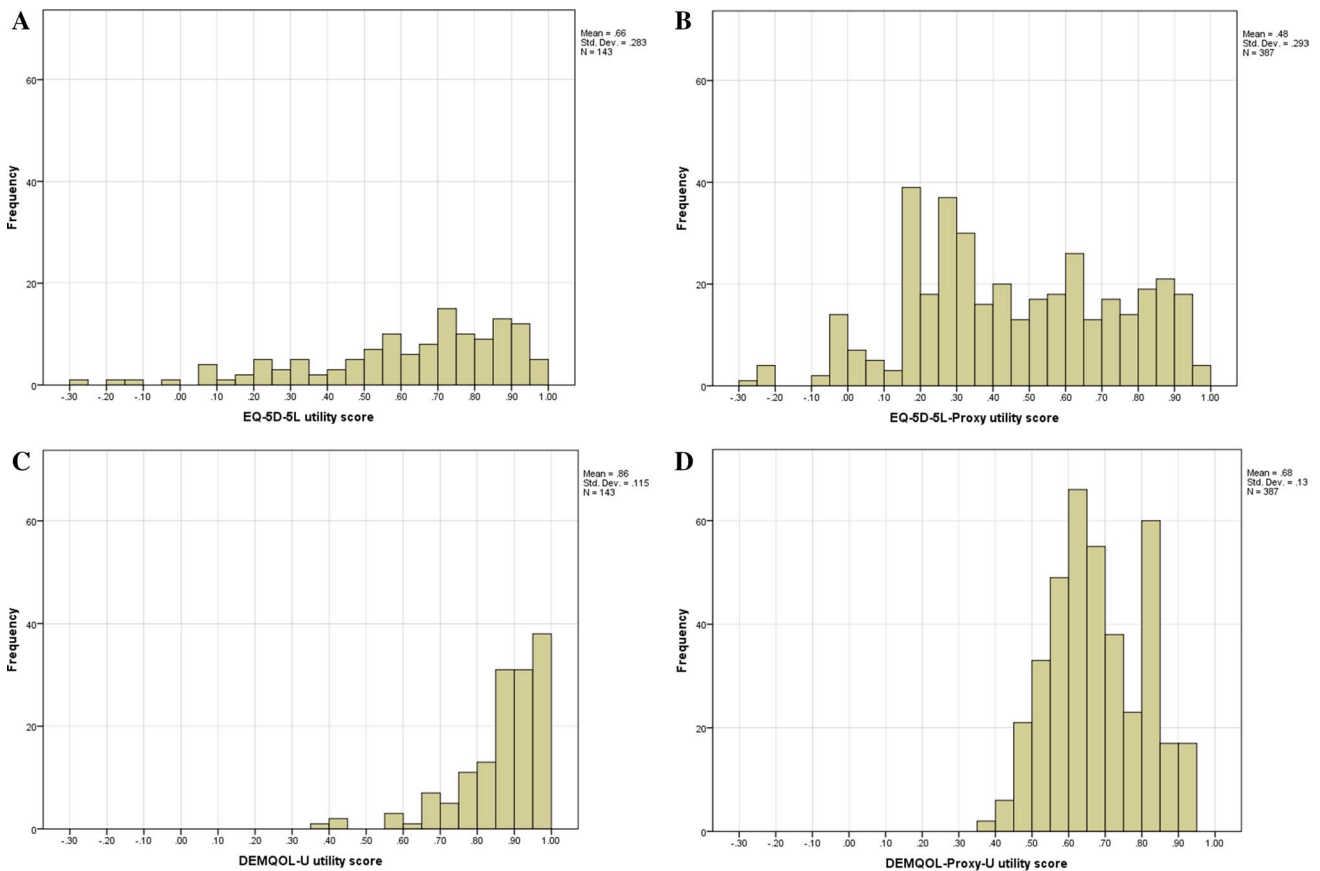 A
Mean = .66
Std. Dev. = .283
N = 143
Frequency
60
40
20
0
-.30 -.20 -.10 .00 .10 .20 .30 .40 .50 .60 .70 .80 .90 1.00
EQ-5D-5L utility score
B
Mean = .48
Std. Dev. = .293
N = 387
Frequency
60
40
20
0
-.30 -.20 -.10 .00 .10 .20 .30 .40 .50 .60 .70 .80 .90 1.00
EQ-5D-5L-Proxy utility score
C
Mean = .86
Std. Dev. = .115
N = 143
Frequency
60
40
20
0
-.30 -.20 -.10 .00 .10 .20 .30 .40 .50 .60 .70 .80 .90 1.00
DEMQOL-U utility score
D
Mean = .68
Std. Dev. = .13
N = 387
Frequency
60
40
20
0
-.30 -.20 -.10 .00 .10 .20 .30 .40 .50 .60 .70 .80 .90 1.00
DEMQOL-Proxy-U utility score